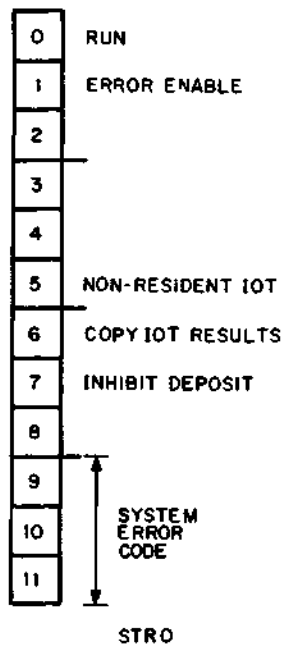 0 RUN
1 ERROR ENABLE
2
3
4
5 NON-RESIDENT IOT
6 COPY IOT RESULTS
7 INHIBIT DEPOSIT
8
9
SYSTEM
10 ERROR
CODE
11
STR0